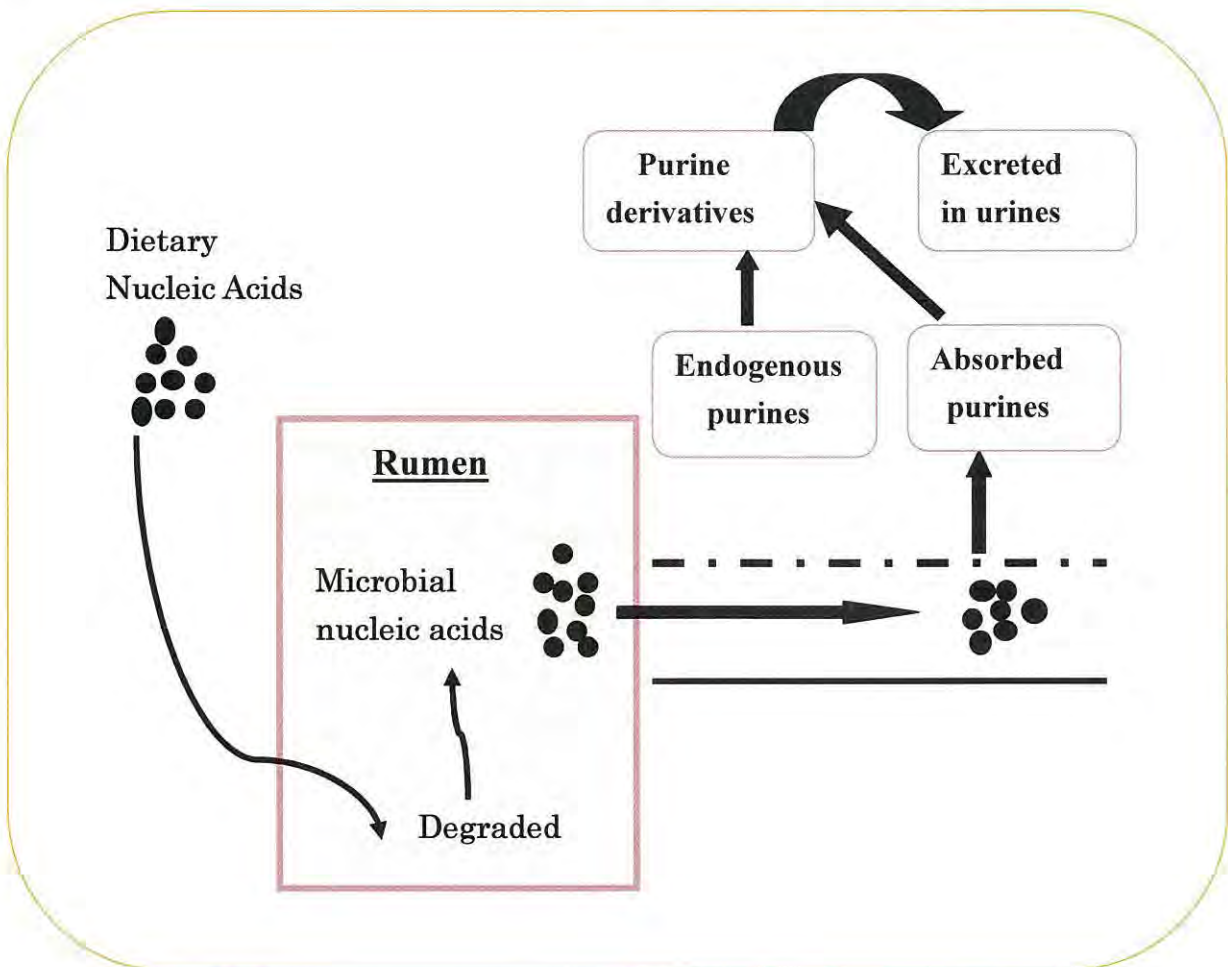 Dietary
Nucleic Acids
Rumen
Microbial
nucleic acids
Degraded
Purine
derivatives
Excreted
in urines
Endogenous
purines
Absorbed
purines